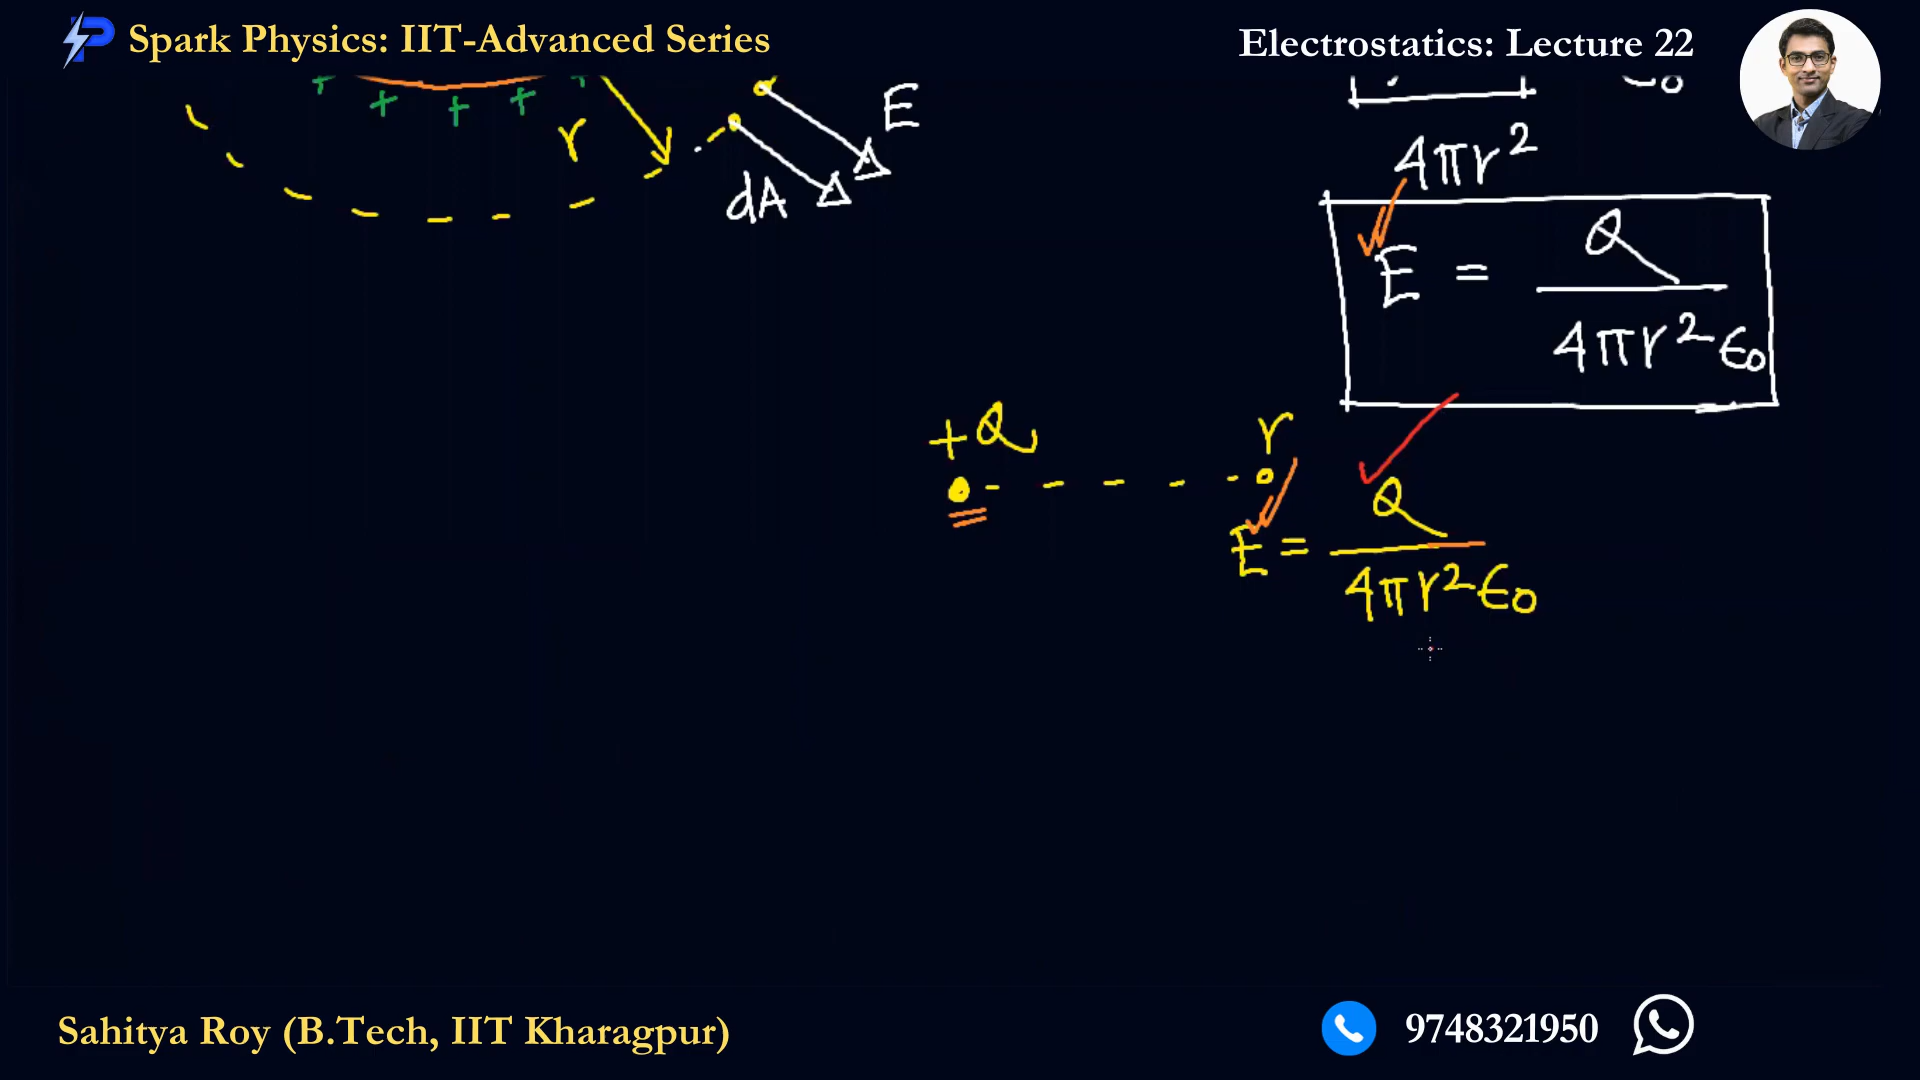 Spark Physics: IIT-Advanced Series
Electrostatics: Lecture 22
+ + + + +
E
r
dA
4πr²
E = Q / 4πr²ε₀
+Q
r
E = Q / 4πr²ε₀
Sahitya Roy (B.Tech, IIT Kharagpur)
9748321950